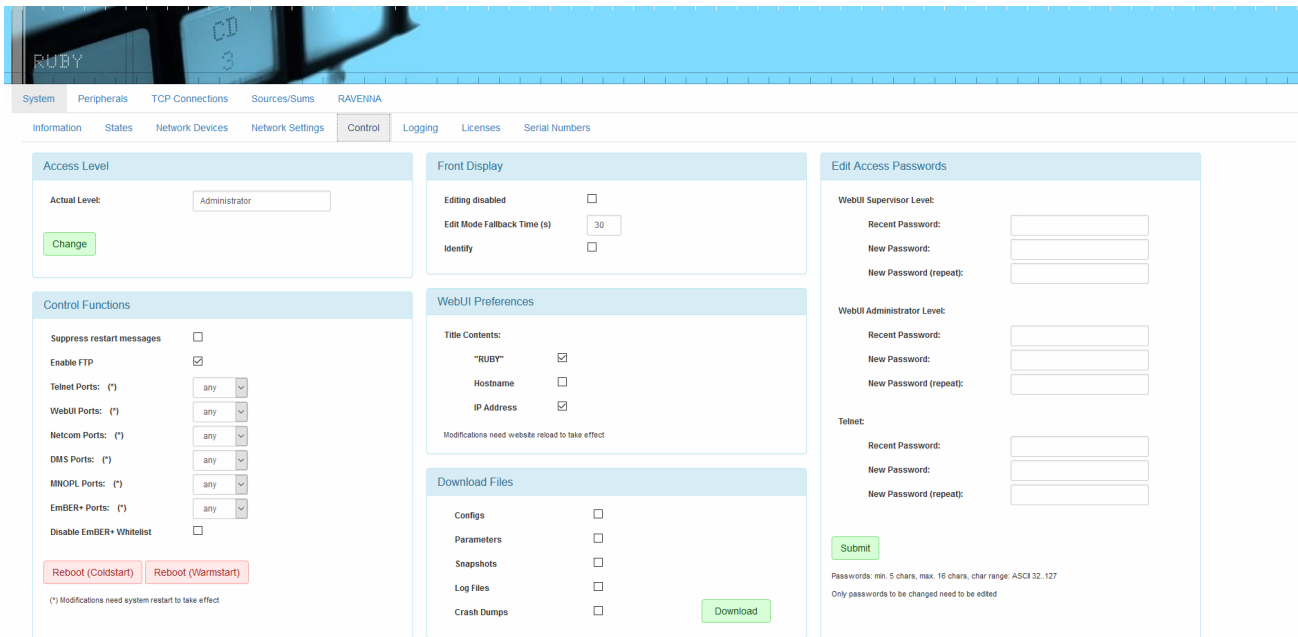 CD
3
RUBY
System Peripherals TCP Connections Sources/Sums RAVENNA
Information States Network Devices Network Settings Control Logging Licenses Serial Numbers
Access Level
Actual Level: Administrator
Change
Control Functions
Suppress restart messages
Enable FTP
Telnet Ports: (*) any
WebUI Ports: (*) any
Netcom Ports: (*) any
DMS Ports: (*) any
MNOPL Ports: (*) any
EmBER+ Ports: (*) any
Disable EmBER+ Whitelist
Reboot (Coldstart) Reboot (Warmstart)
(*) Modifications need system restart to take effect
Front Display
Editing disabled
Edit Mode Fallback Time (s) 30
Identify
WebUI Preferences
Title Contents:
"RUBY"
Hostname
IP Address
Modifications need website reload to take effect
Download Files
Configs
Parameters
Snapshots
Log Files
Crash Dumps Download
Edit Access Passwords
WebUI Supervisor Level:
Recent Password:
New Password:
New Password (repeat):
WebUI Administrator Level:
Recent Password:
New Password:
New Password (repeat):
Telnet:
Recent Password:
New Password:
New Password (repeat):
Submit
Passwords: min. 5 chars, max. 16 chars, char range: ASCII 32..127
Only passwords to be changed need to be edited